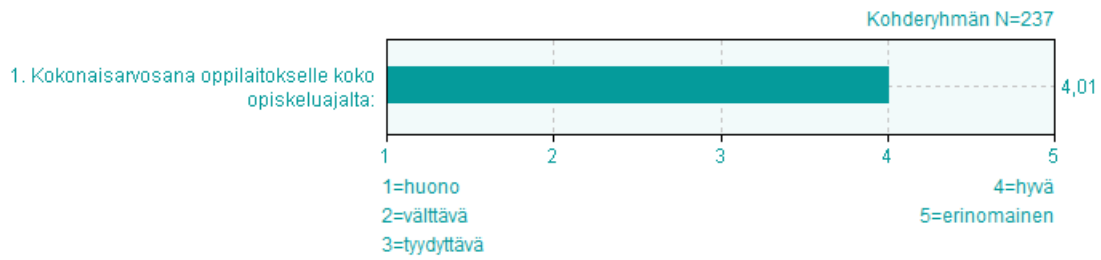 Kohderyhmän N=237
1. Kokonaisarvosana oppilaitokselle koko
opiskeluajalta:
4,01
1 2 3 4 5
1=huono
2=välttävä
3=tyydyttävä
4=hyvä
5=erinomainen